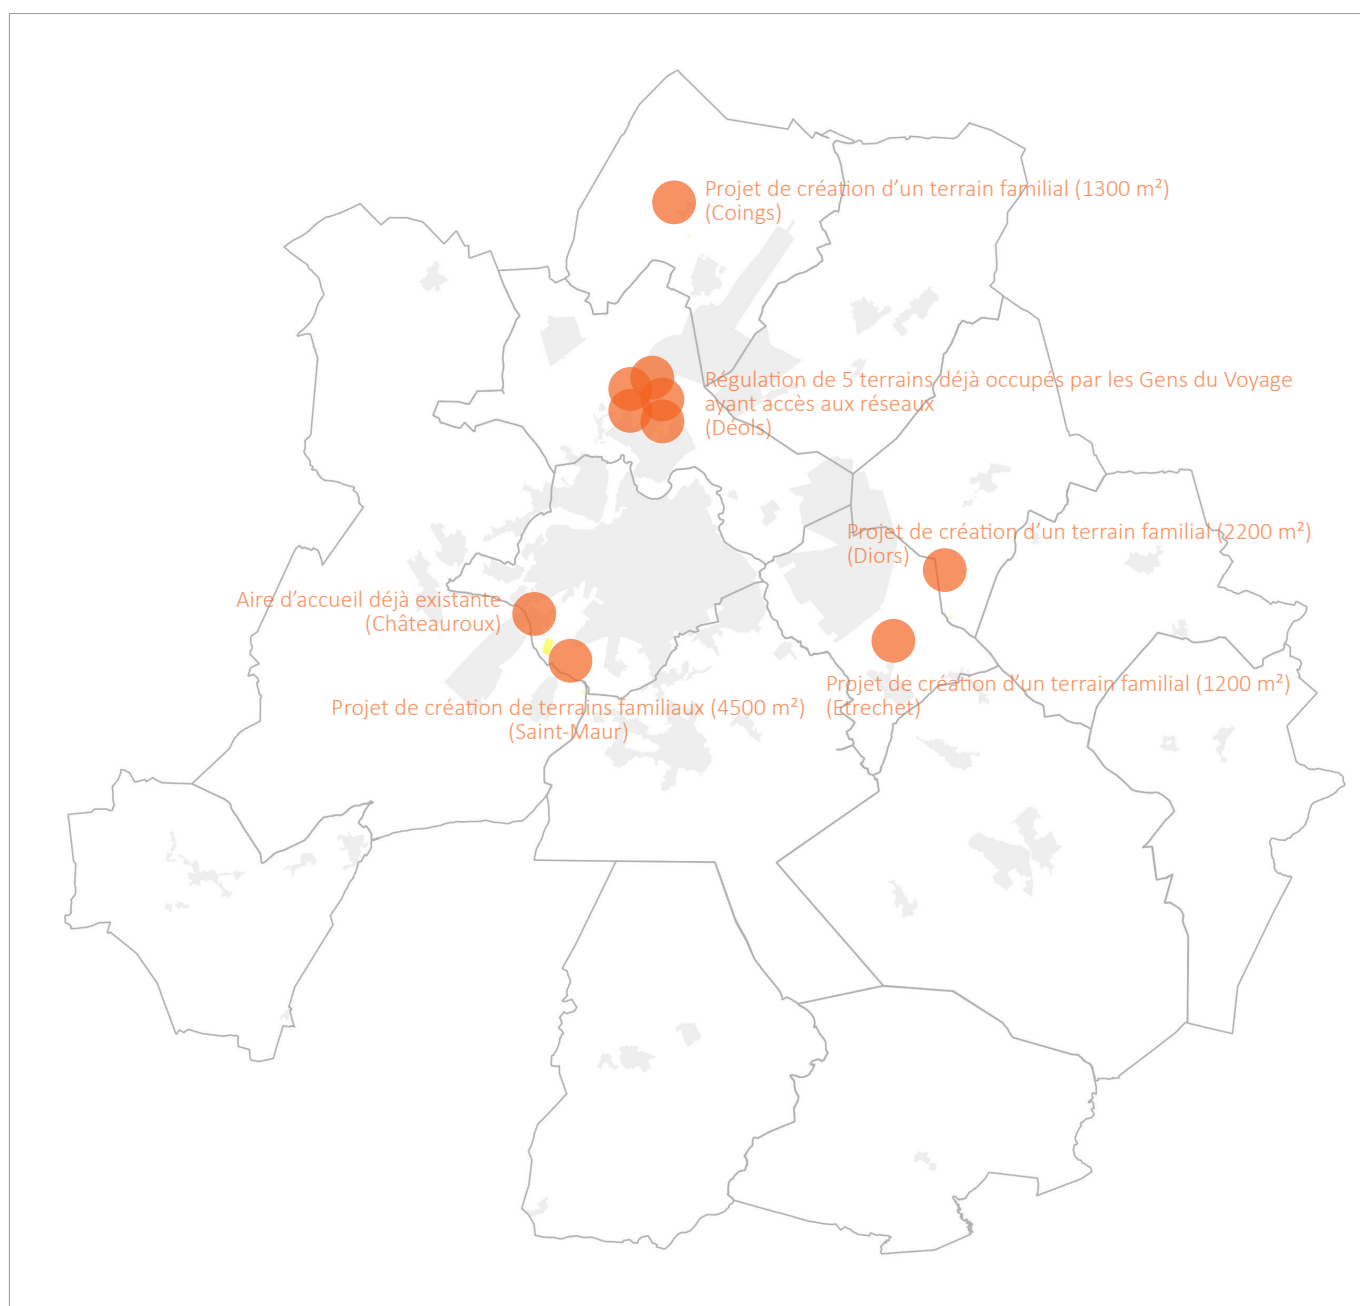 Projet de création d’un terrain familial (1300 m²)
(Coings)
Régulation de 5 terrains déjà occupés par les Gens du Voyage
ayant accès aux réseaux
(Déols)
Projet de création d’un terrain familial (2200 m²)
(Diors)
Aire d’accueil déjà existante
(Châteauroux)
Projet de création d’un terrain familial (1200 m²)
(Etrechet)
Projet de création de terrains familiaux (4500 m²)
(Saint-Maur)